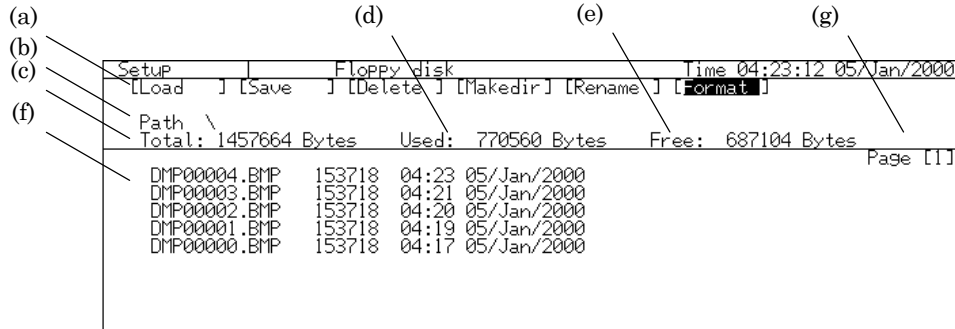 (a)
(b)
(c)
(d)
(e)
(f)
(g)
Setup Floppy disk Time 04:23:12 05/Jan/2000
[Load ] [Save ] [Delete ] [Makedir] [Rename ] [Format ]
Path \
Total: 1457664 Bytes Used: 770560 Bytes Free: 687104 Bytes
Page [1]
DMP00004.BMP 153718 04:23 05/Jan/2000
DMP00003.BMP 153718 04:21 05/Jan/2000
DMP00002.BMP 153718 04:20 05/Jan/2000
DMP00001.BMP 153718 04:19 05/Jan/2000
DMP00000.BMP 153718 04:17 05/Jan/2000